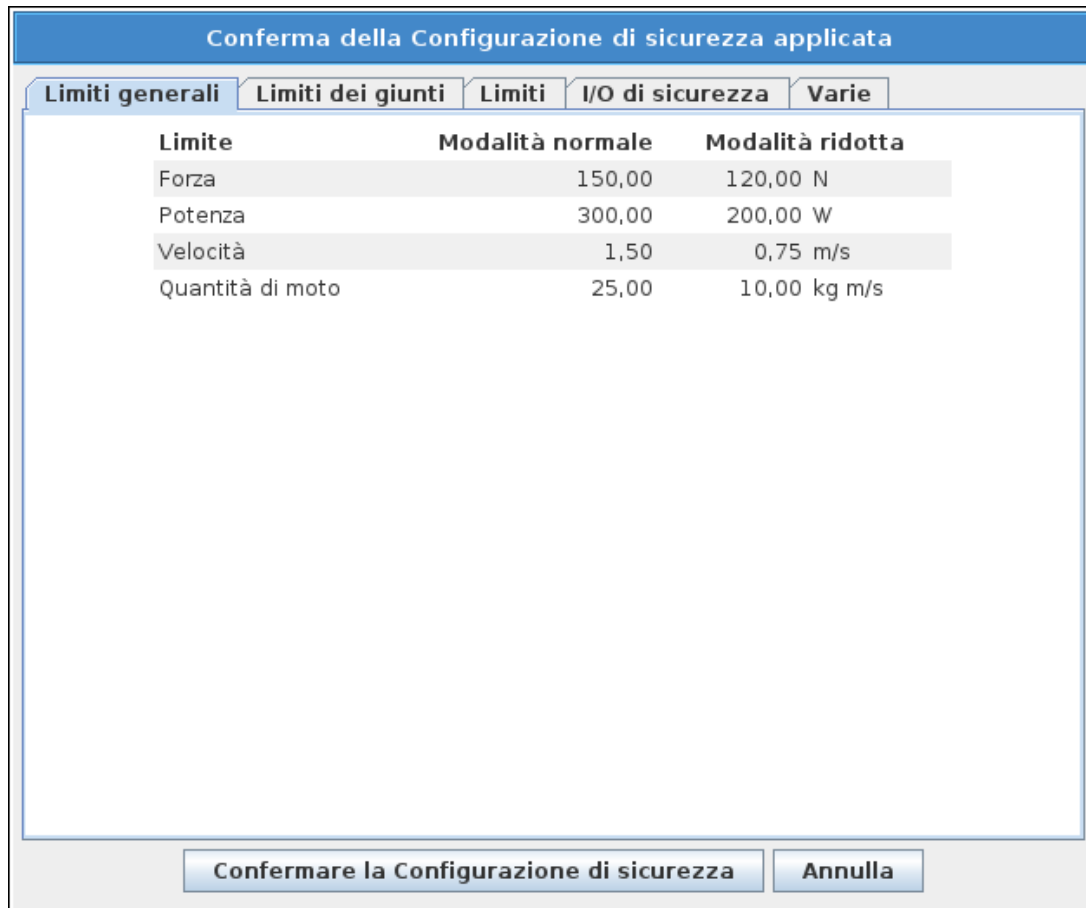 Conferma della Configurazione di sicurezza applicata
Limiti generali Limiti dei giunti Limiti I/O di sicurezza Varie
Limite Modalità normale Modalità ridotta
Forza 150,00 120,00 N
Potenza 300,00 200,00 W
Velocità 1,50 0,75 m/s
Quantità di moto 25,00 10,00 kg m/s
Confermare la Configurazione di sicurezza Annulla